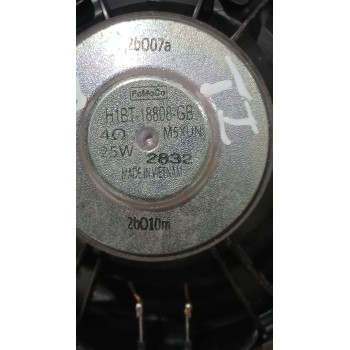 2b007a
FoMoCo
H1BT-18808-GB
4Ω M5XUN
25W 2832
MADE IN VIETNAM
2b010m